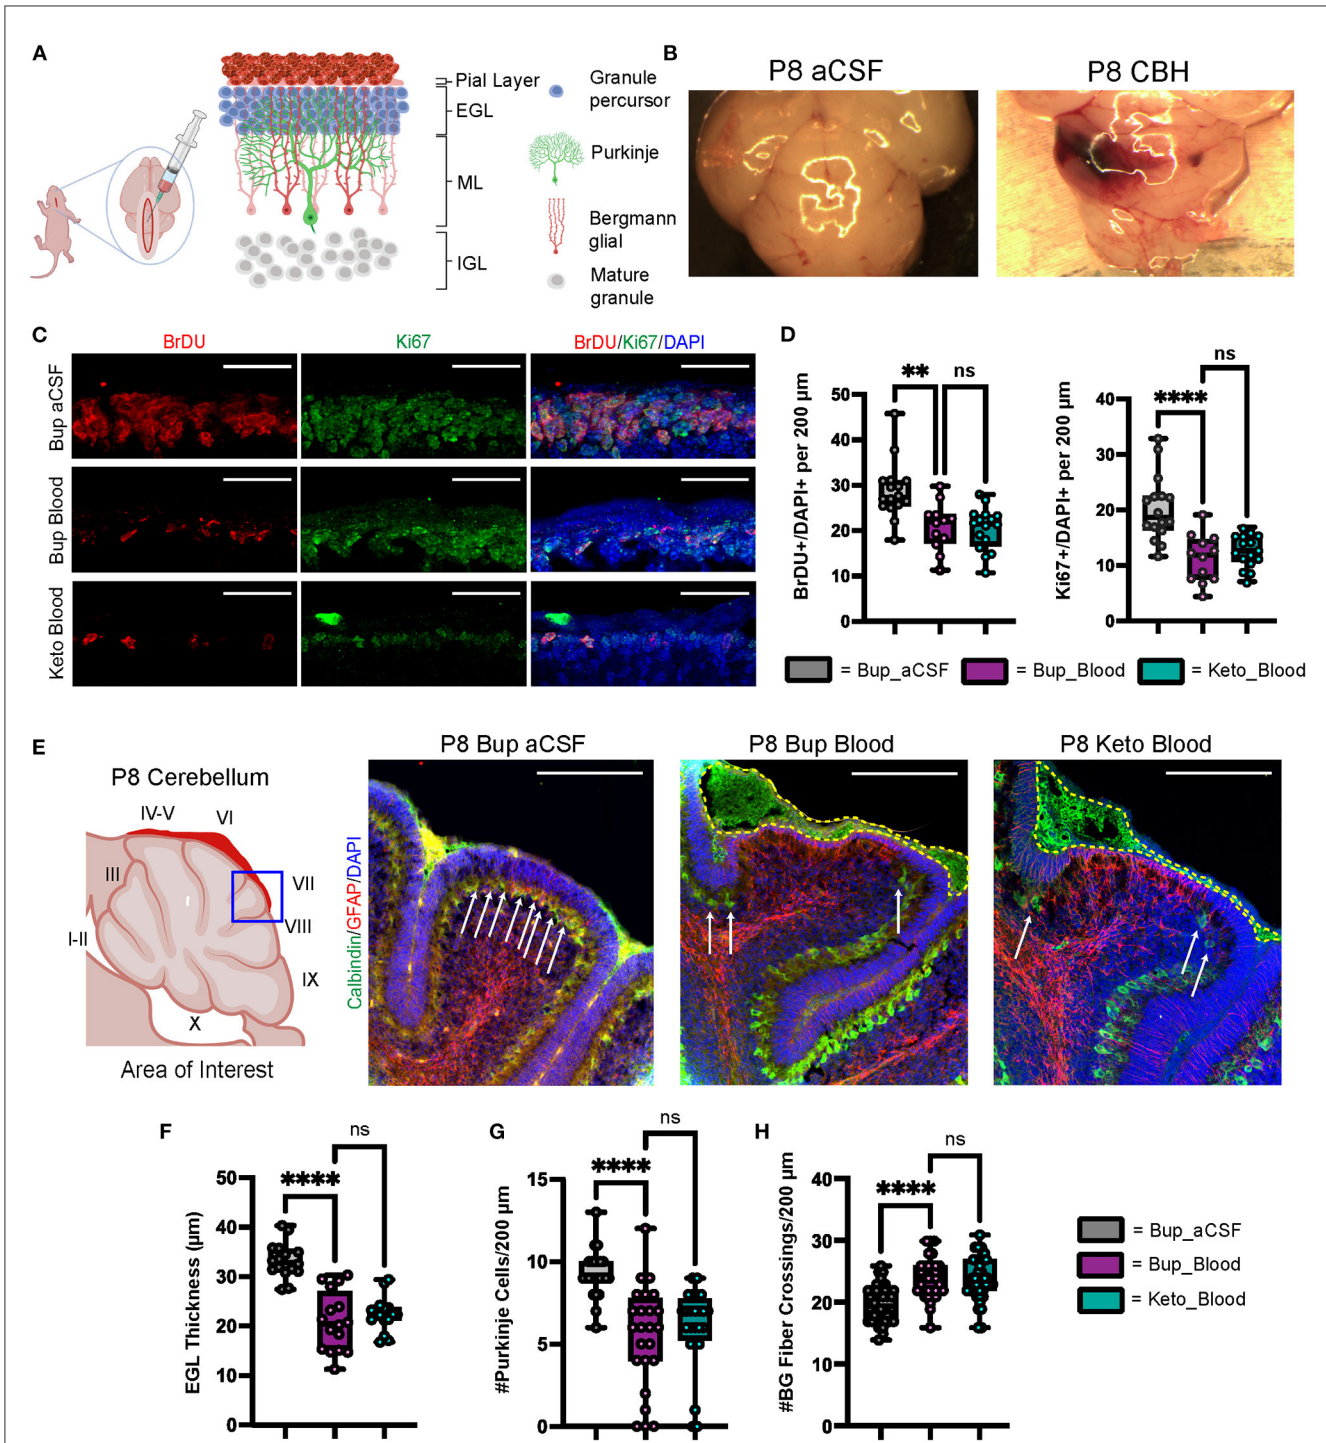 A
Pial Layer
EGL
ML
IGL
Granule
percursor
Purkinje
Bergmann
glial
Mature
granule
B
P8 aCSF
P8 CBH
C
BrDU
Ki67
BrDU/Ki67/DAPI
Bup aCSF
Bup Blood
Keto Blood
D
BrDU+/DAPI+ per 200 µm
50
40
30
20
10
0
**
ns
Ki67+/DAPI+ per 200 µm
40
30
20
10
0
****
ns
= Bup_aCSF
= Bup_Blood
= Keto_Blood
E
P8 Cerebellum
I-II
III
IV-V
VI
VII
VIII
IX
X
Area of Interest
Calbindin/GFAP/DAPI
P8 Bup aCSF
P8 Bup Blood
P8 Keto Blood
F
EGL Thickness (µm)
50
40
30
20
10
0
****
ns
G
#Purkinje Cells/200 µm
15
10
5
0
****
ns
H
#BG Fiber Crossings/200 µm
40
30
20
10
0
****
ns
= Bup_aCSF
= Bup_Blood
= Keto_Blood